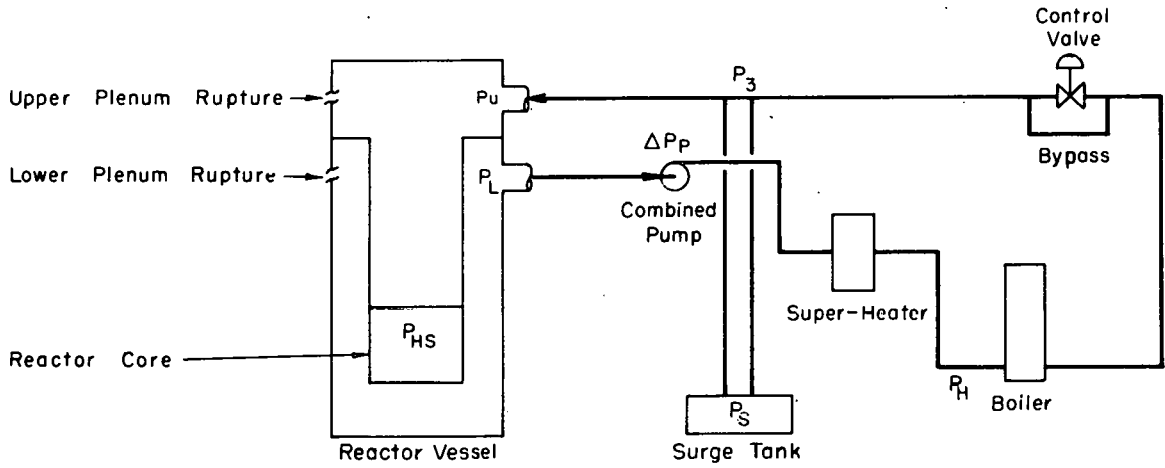 Control
Valve
P3
Upper Plenum Rupture
Pu
ΔPP
Bypass
Lower Plenum Rupture
PL
Combined
Pump
Super-Heater
PHS
Reactor Core
PH
Boiler
PS
Reactor Vessel
Surge Tank